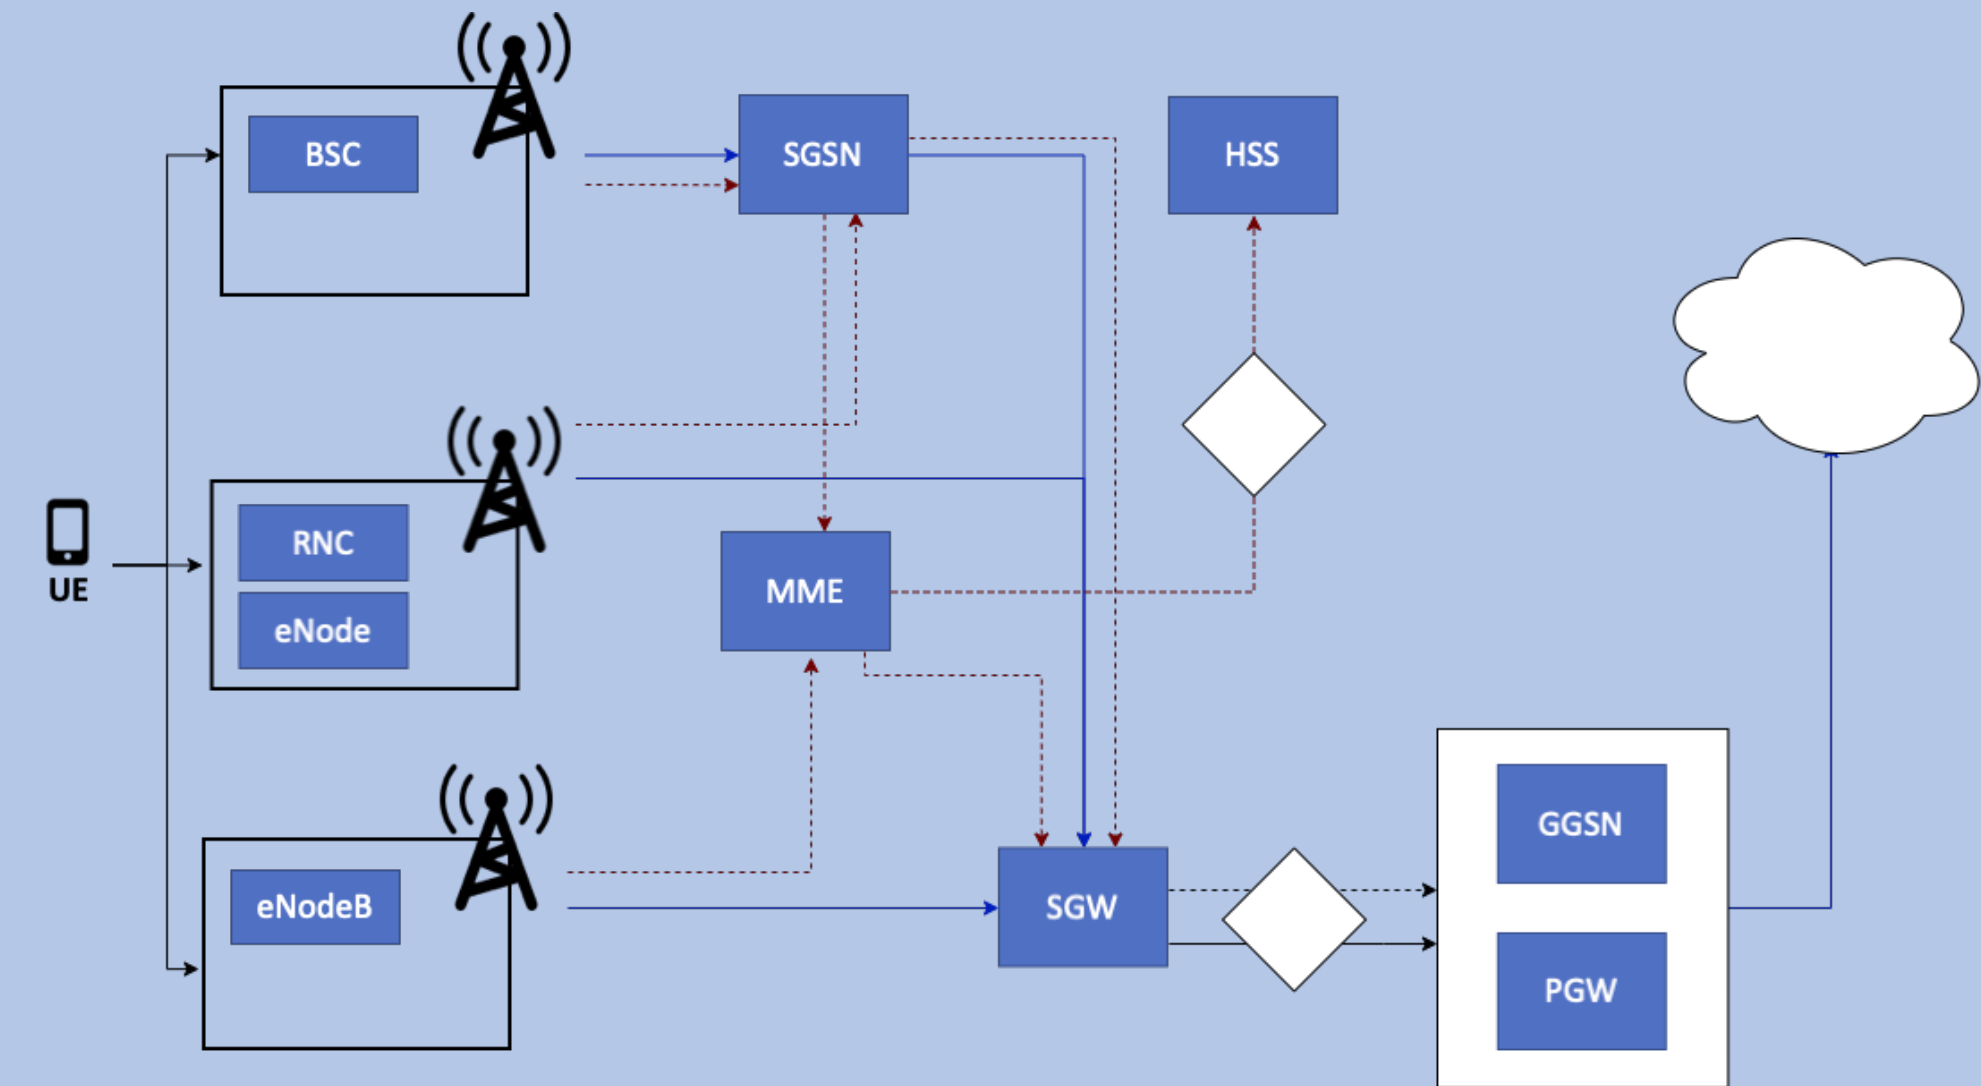 BSC
SGSN
HSS
RNC
eNode
UE
MME
eNodeB
SGW
GGSN
PGW